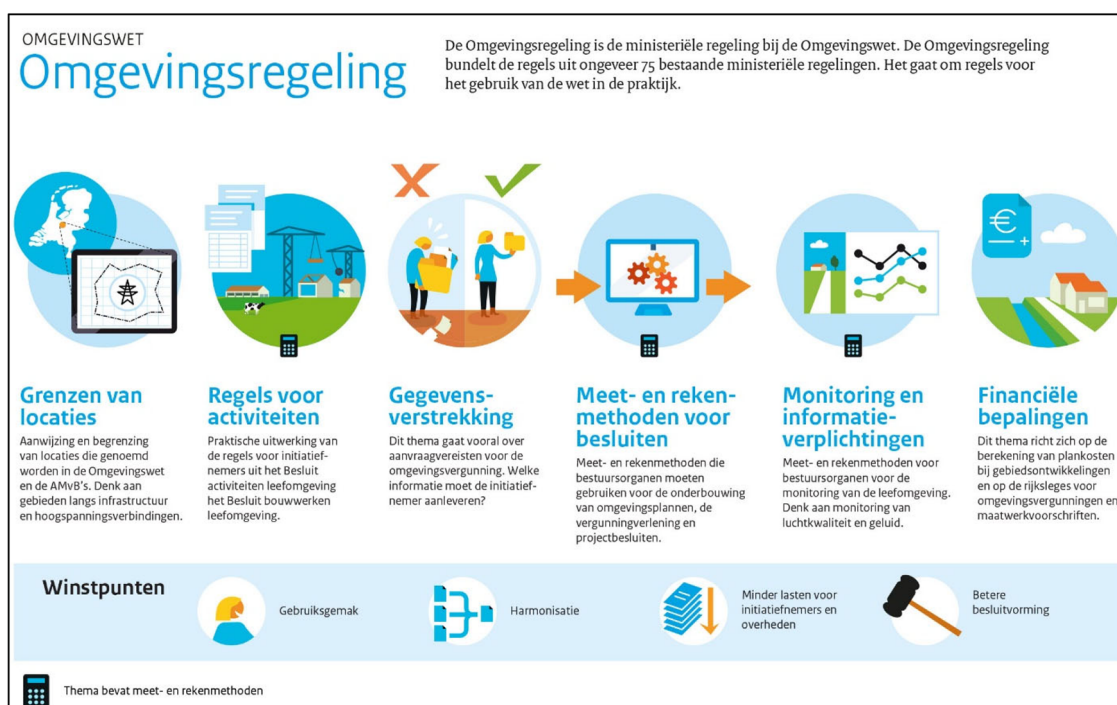 OMGEVINGSWET
Omgevingsregeling
De Omgevingsregeling is de ministeriële regeling bij de Omgevingswet. De Omgevingsregeling
bundelt de regels uit ongeveer 75 bestaande ministeriële regelingen. Het gaat om regels voor
het gebruik van de wet in de praktijk.
Grenzen van
locaties
Aanwijzing en begrenzing
van locaties die genoemd
worden in de Omgevingswet
en de AMvB's. Denk aan
gebieden langs infrastructuur
en hoogspanningsverbindingen.
Regels voor
activiteiten
Praktische uitwerking van
de regels voor initiatief-
nemers uit het Besluit
activiteiten leefomgeving
het Besluit bouwwerken
leefomgeving.
Gegevens-
verstrekking
Dit thema gaat vooral over
aanvraagvereisten voor de
omgevingsvergunning. Welke
informatie moet de initiatief-
nemer aanleveren?
Meet- en reken-
methoden voor
besluiten
Meet- en rekenmethoden die
bestuursorganen moeten
gebruiken voor de onderbouwing
van omgevingsplannen, de
vergunningverlening en
projectbesluiten.
Monitoring en
informatie-
verplichtingen
Meet- en rekenmethoden voor
bestuursorganen voor de
monitoring van de leefomgeving.
Denk aan monitoring van
luchtkwaliteit en geluid.
€
+
Financiële
bepalingen
Dit thema richt zich op de
berekening van plankosten
bij gebiedsontwikkelingen
en op de rijksleges voor
omgevingsvergunningen en
maatwerkvoorschriften.
Winstpunten
Gebruiksgemak
Harmonisatie
Minder lasten voor
initiatiefnemers en
overheden
Betere
besluitvorming
Thema bevat meet- en rekenmethoden